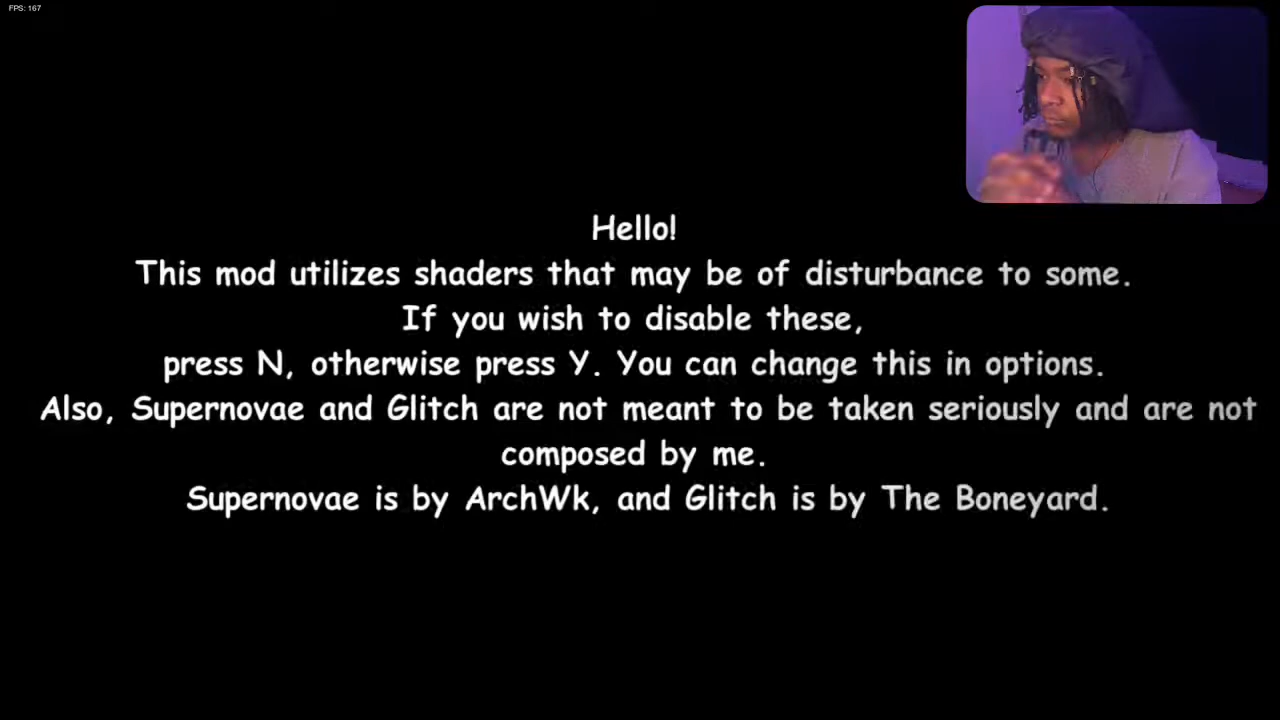 FPS: 167
Hello!
This mod utilizes shaders that may be of disturbance to some.
If you wish to disable these,
press N, otherwise press Y. You can change this in options.
Also, Supernovae and Glitch are not meant to be taken seriously and are not
composed by me.
Supernovae is by ArchWk, and Glitch is by The Boneyard.